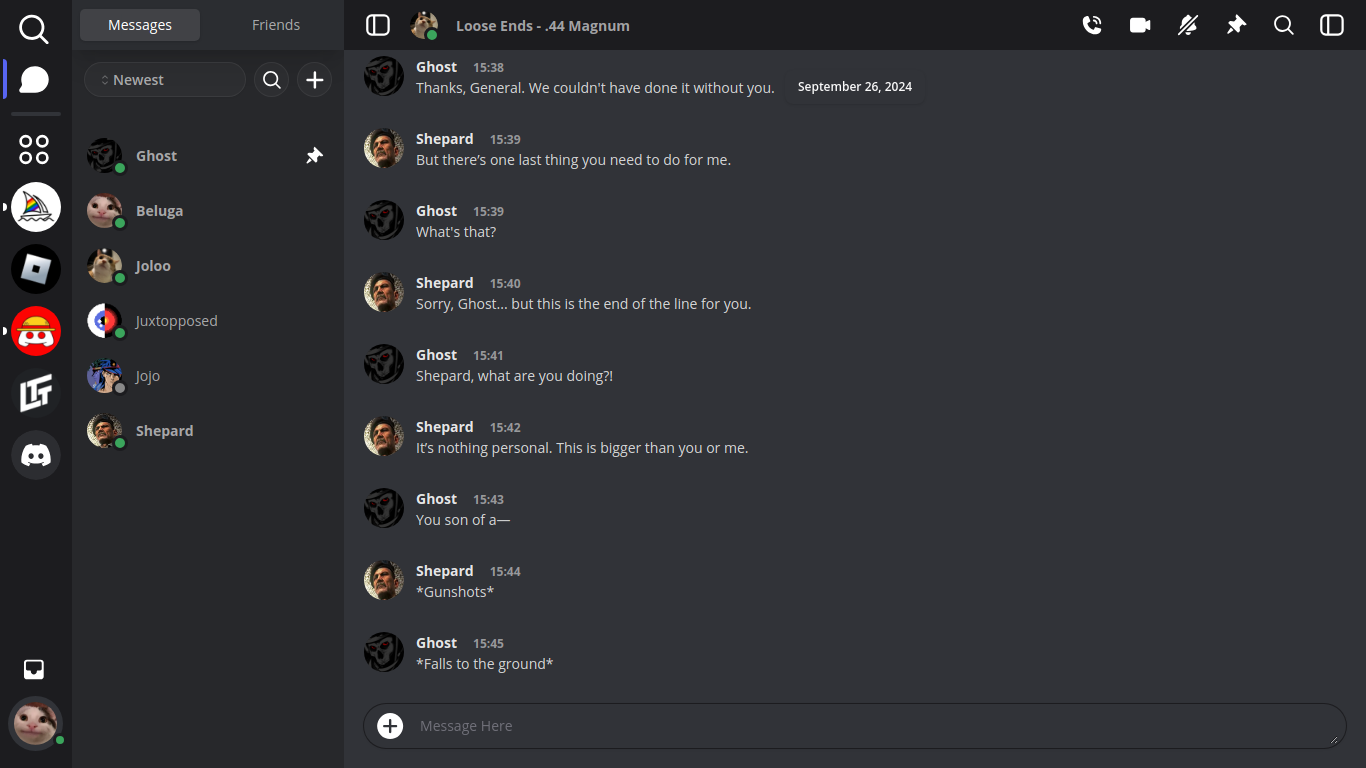 Messages
Friends
Newest
Ghost
Beluga
Joloo
Juxtopposed
Jojo
Shepard
Loose Ends - .44 Magnum
Ghost 15:38
Thanks, General. We couldn't have done it without you.
September 26, 2024
Shepard 15:39
But there’s one last thing you need to do for me.
Ghost 15:39
What's that?
Shepard 15:40
Sorry, Ghost... but this is the end of the line for you.
Ghost 15:41
Shepard, what are you doing?!
Shepard 15:42
It’s nothing personal. This is bigger than you or me.
Ghost 15:43
You son of a—
Shepard 15:44
*Gunshots*
Ghost 15:45
*Falls to the ground*
Message Here